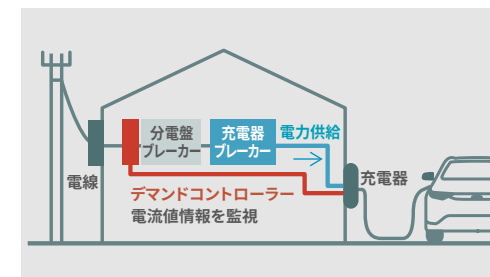 分電盤
ブレーカー
充電器
ブレーカー
電力供給
電線
充電器
デマンドコントローラー
電流値情報を監視